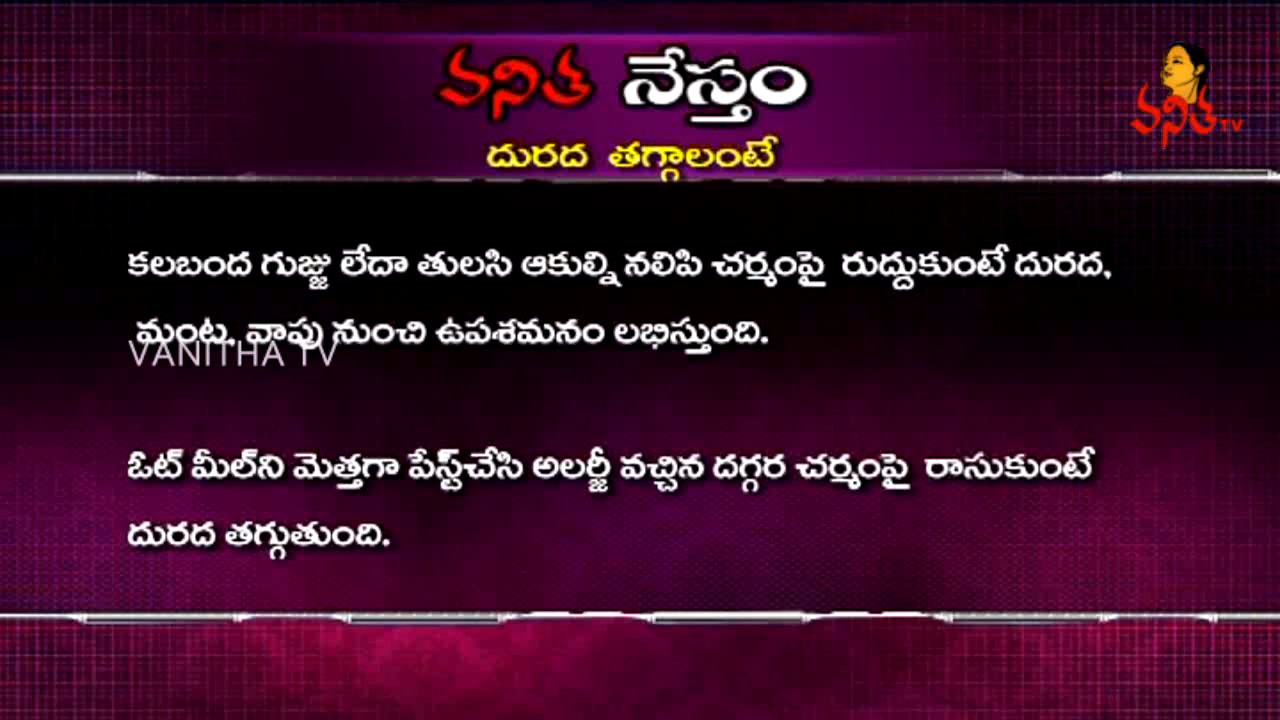 వనిత నేస్తం
వనిత TV
దురద తగ్గాలంటే
కలబంద గుజ్జు లేదా తులసి ఆకుల్ని నలిపి చర్మంపై రుద్దుకుంటే దురద,
మంట, వాపు నుంచి ఉపశమనం లభిస్తుంది.
VANITHA TV
ఓట్ మీల్‌ని మెత్తగా పేస్ట్‌చేసి అలర్జీ వచ్చిన దగ్గర చర్మంపై రాసుకుంటే
దురద తగ్గుతుంది.